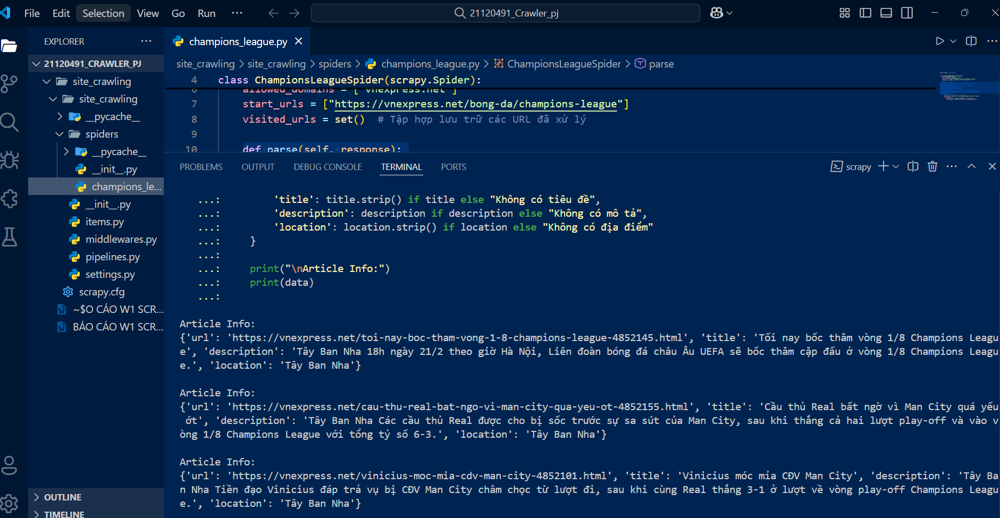 File Edit Selection View Go Run ···
21120491_Crawler_pj
EXPLORER ···
21120491_CRAWLER_PJ
site_crawling
site_crawling
__pycache__
spiders
__pycache__
__init__.py
champions_le...
__init__.py
items.py
middlewares.py
pipelines.py
settings.py
scrapy.cfg
~$O CÁO W1 SCR...
BÁO CÁO W1 SCR...
OUTLINE
TIMELINE
champions_league.py
site_crawling > site_crawling > spiders > champions_league.py > ChampionsLeagueSpider > parse
4 class ChampionsLeagueSpider(scrapy.Spider):
6 allowed_domains = ["vnexpress.net"]
7 start_urls = ["https://vnexpress.net/bong-da/champions-league"]
8 visited_urls = set() # Tập hợp lưu trữ các URL đã xử lý
9
10 def parse(self, response):
PROBLEMS OUTPUT DEBUG CONSOLE TERMINAL PORTS
scrapy
...: 'title': title.strip() if title else "Không có tiêu đề",
...: 'description': description if description else "Không có mô tả",
...: 'location': location.strip() if location else "Không có địa điểm"
...: }
...:
...: print("\nArticle Info:")
...: print(data)
...:
Article Info:
{'url': 'https://vnexpress.net/toi-nay-boc-tham-vong-1-8-champions-league-4852145.html', 'title': 'Tối nay bốc thăm vòng 1/8 Champions Leagu
e', 'description': 'Tây Ban Nha 18h ngày 21/2 theo giờ Hà Nội, Liên đoàn bóng đá châu Âu UEFA sẽ bốc thăm cặp đấu ở vòng 1/8 Champions Leagu
e.', 'location': 'Tây Ban Nha'}
Article Info:
{'url': 'https://vnexpress.net/cau-thu-real-bat-ngo-vi-man-city-qua-yeu-ot-4852155.html', 'title': 'Cầu thủ Real bất ngờ vì Man City quá yếu
ớt', 'description': 'Tây Ban Nha Các cầu thủ Real được cho bị sốc trước sự sa sút của Man City, sau khi thắng cả hai lượt play-off và vào v
òng 1/8 Champions League với tổng tỷ số 6-3.', 'location': 'Tây Ban Nha'}
Article Info:
{'url': 'https://vnexpress.net/vinicius-moc-mia-cdv-man-city-4852101.html', 'title': 'Vinicius móc mỉa CĐV Man City', 'description': 'Tây Ba
n Nha Tiền đạo Vinicius đáp trả vụ bị CĐV Man City châm chọc từ lượt đi, sau khi cùng Real thắng 3-1 ở lượt về vòng play-off Champions Leagu
e.', 'location': 'Tây Ban Nha'}